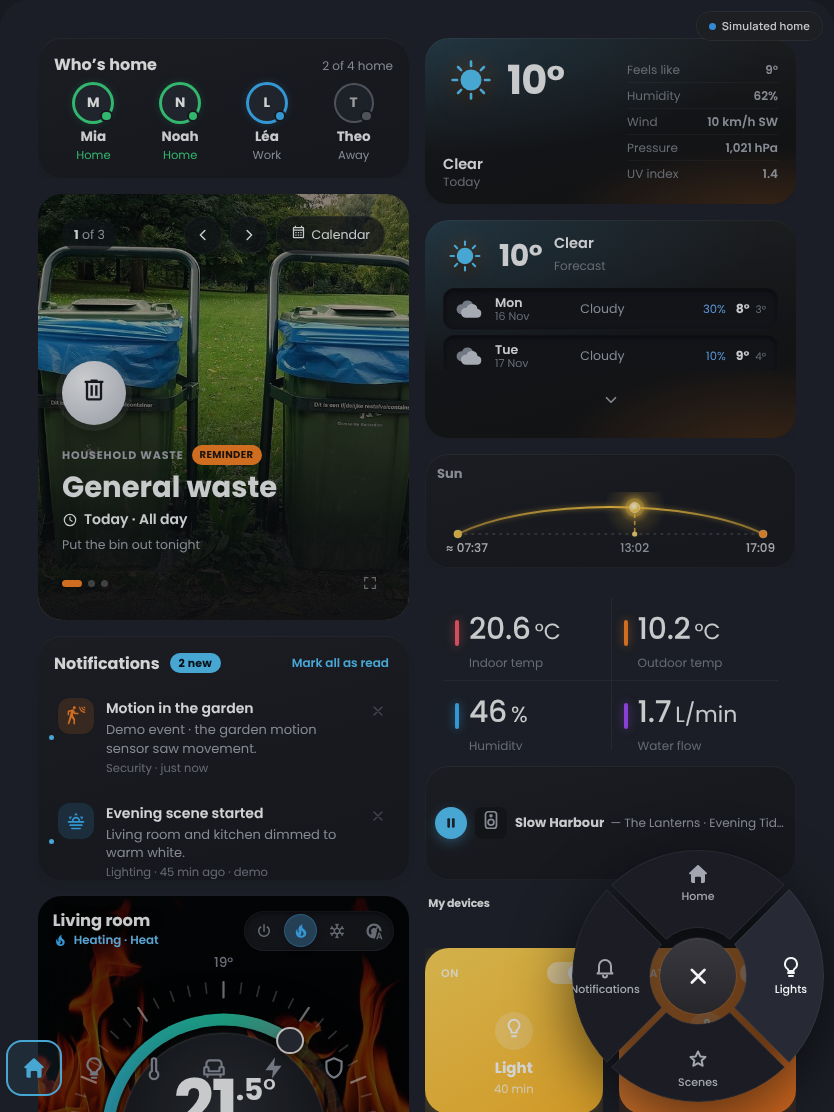 Simulated home
Who's home
2 of 4 home
M
N
L
T
Mia
Noah
Léa
Theo
Home
Home
Work
Away
10°
Clear
Today
Feels like 9°
Humidity 62%
Wind 10 km/h SW
Pressure 1,021 hPa
UV index 1.4
1 of 3
Calendar
Dit is een tijdelijke restafvalcontainer
HOUSEHOLD WASTE REMINDER
General waste
Today · All day
Put the bin out tonight
10°
Clear
Forecast
Mon
16 Nov
Cloudy
30% 8° 3°
Tue
17 Nov
Cloudy
10% 9° 4°
Sun
≈ 07:37
13:02
17:09
20.6 °C
Indoor temp
10.2 °C
Outdoor temp
46 %
Humidity
1.7 L/min
Water flow
Notifications 2 new
Mark all as read
Motion in the garden
Demo event · the garden motion
sensor saw movement.
Security · just now
Evening scene started
Living room and kitchen dimmed to
warm white.
Lighting · 45 min ago · demo
Slow Harbour — The Lanterns · Evening Tid…
My devices
Living room
Heating · Heat
A
19°
21.5°
ON
Light
40 min
Home
Notifications
Lights
Scenes